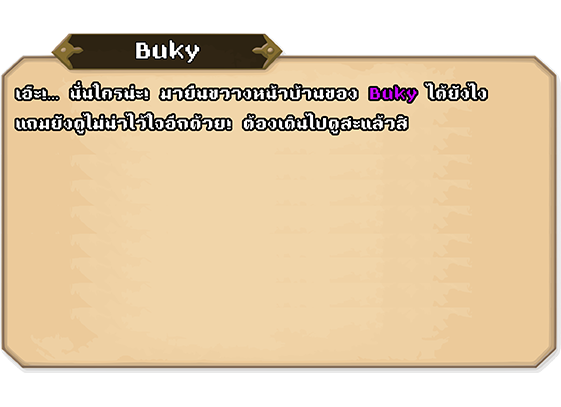 Buky
เอ๊ะ!... นั่นใครน่ะ! มายืนขวางหน้าบ้านของ Buky ได้ยังไง
แถมยังดูไม่น่าไว้ใจอีกด้วย! ต้องเดินไปดูสะแล้วสิ